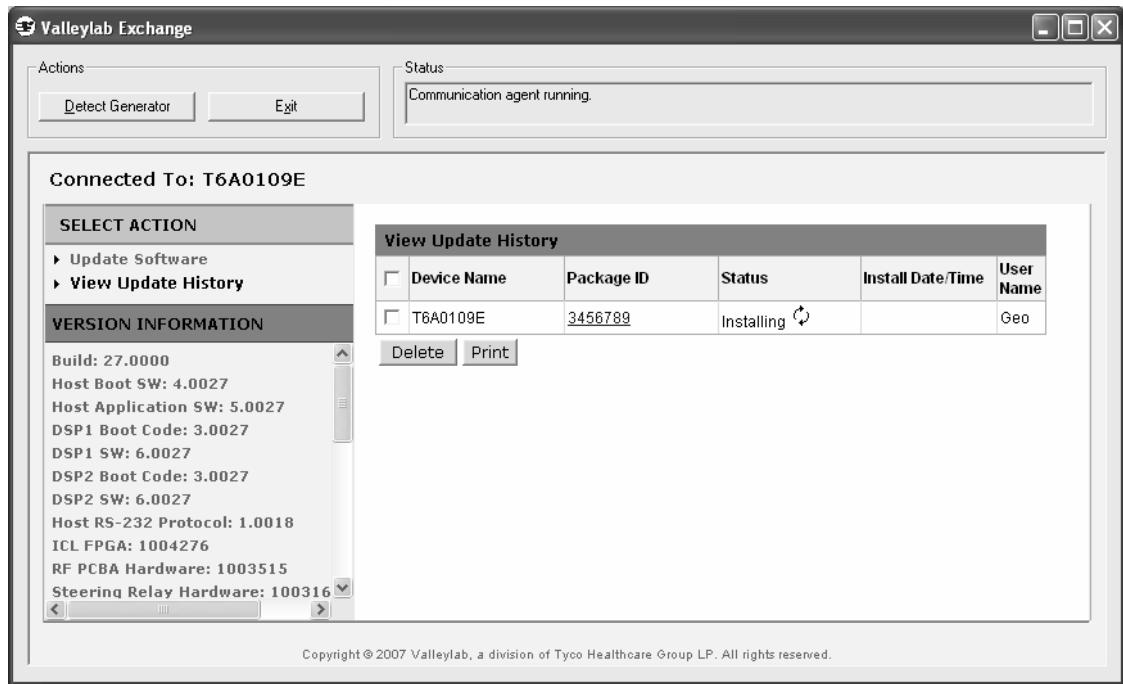 Valleylab Exchange
Actions
Detect Generator
Exit
Status
Communication agent running.
Connected To: T6A0109E
SELECT ACTION
Update Software
View Update History
VERSION INFORMATION
Build: 27.0000
Host Boot SW: 4.0027
Host Application SW: 5.0027
DSP1 Boot Code: 3.0027
DSP1 SW: 6.0027
DSP2 Boot Code: 3.0027
DSP2 SW: 6.0027
Host RS-232 Protocol: 1.0018
ICL FPGA: 1004276
RF PCBA Hardware: 1003515
Steering Relay Hardware: 100316
View Update History
Device Name Package ID Status Install Date/Time User Name
T6A0109E 3456789 Installing Geo
Delete Print
Copyright © 2007 Valleylab, a division of Tyco Healthcare Group LP. All rights reserved.